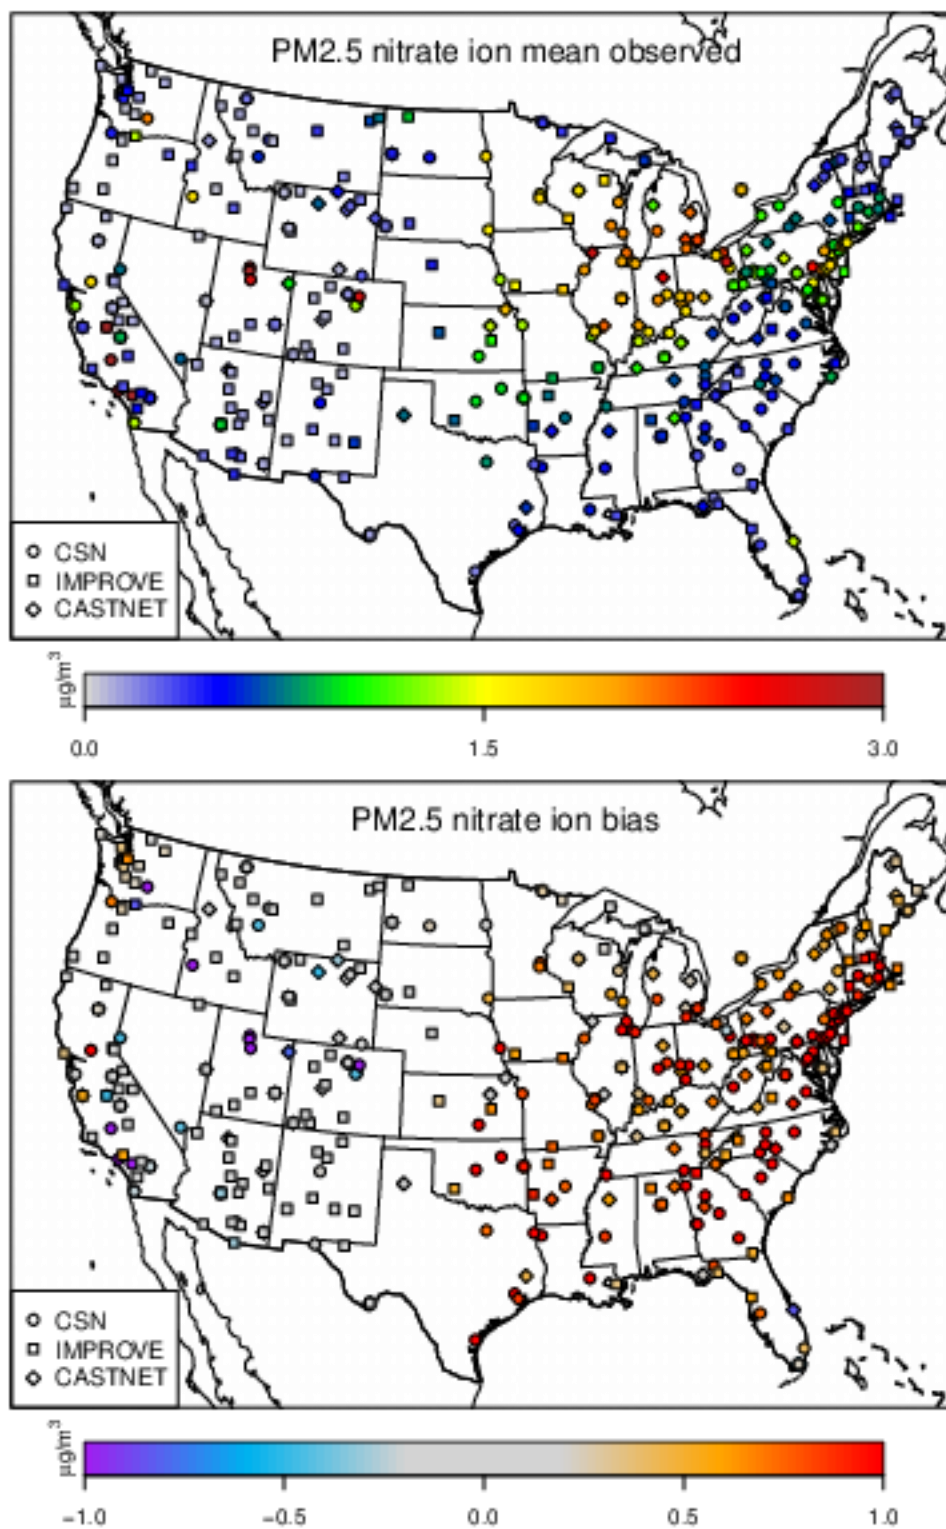 PM2.5 nitrate ion mean observed
CSN
IMPROVE
CASTNET
μg/m³
0.0 1.5 3.0
PM2.5 nitrate ion bias
CSN
IMPROVE
CASTNET
μg/m³
−1.0 −0.5 0.0 0.5 1.0